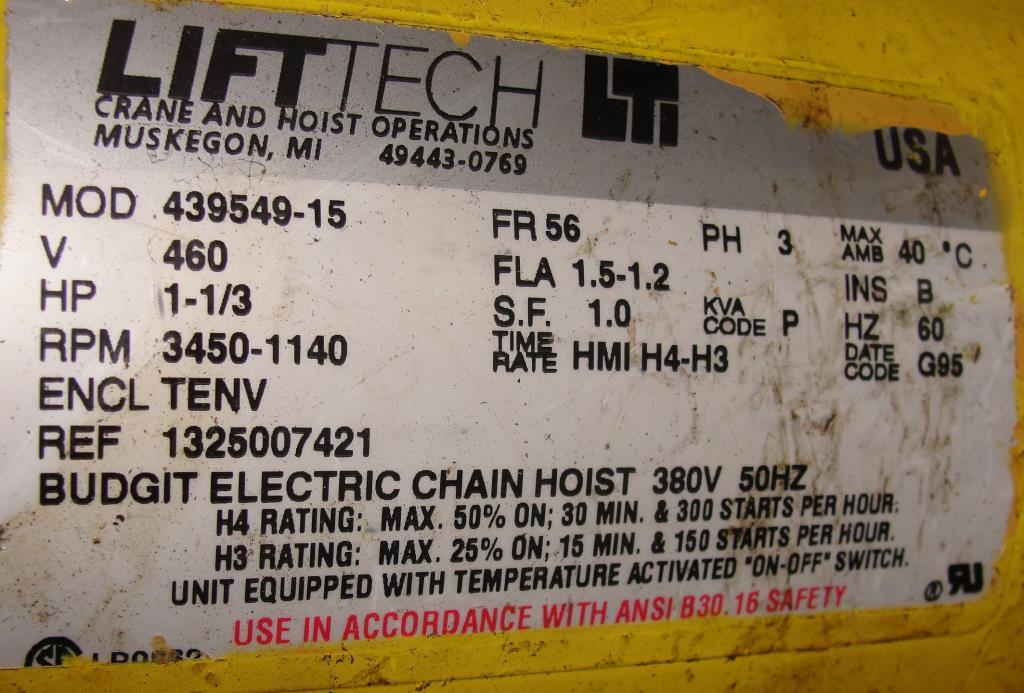 LIFTTECH LTI
CRANE AND HOIST OPERATIONS
MUSKEGON, MI 49443-0769
USA
MOD 439549-15 FR 56 PH 3 MAX AMB 40 °C
V 460 FLA 1.5-1.2 INS B
HP 1-1/3 S.F. 1.0 KVA CODE P HZ 60
RPM 3450-1140 TIME RATE HMI H4-H3 DATE CODE G95
ENCL TENV
REF 1325007421
BUDGIT ELECTRIC CHAIN HOIST 380V 50HZ
H4 RATING: MAX. 50% ON; 30 MIN. & 300 STARTS PER HOUR.
H3 RATING: MAX. 25% ON; 15 MIN. & 150 STARTS PER HOUR.
UNIT EQUIPPED WITH TEMPERATURE ACTIVATED "ON-OFF" SWITCH.
USE IN ACCORDANCE WITH ANSI B30.16 SAFETY